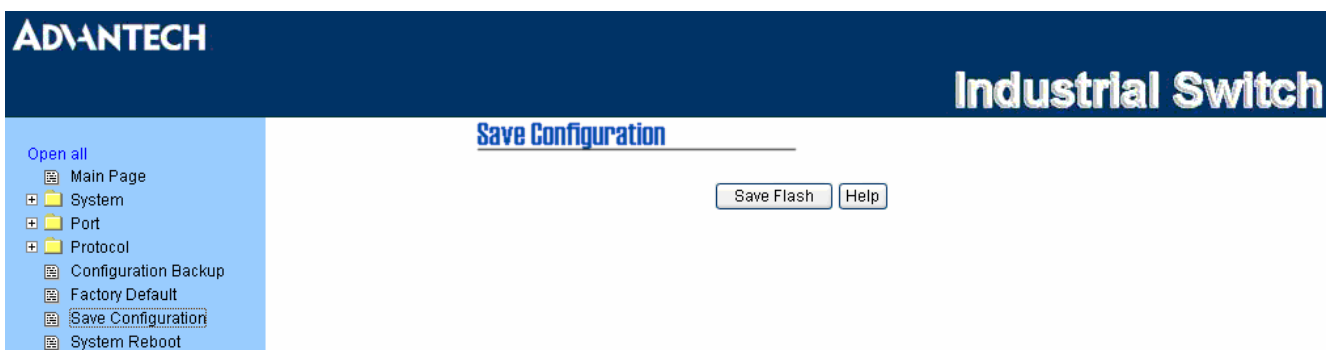 ADVANTECH
Industrial Switch
Open all
Main Page
System
Port
Protocol
Configuration Backup
Factory Default
Save Configuration
System Reboot
Save Configuration
Save Flash Help